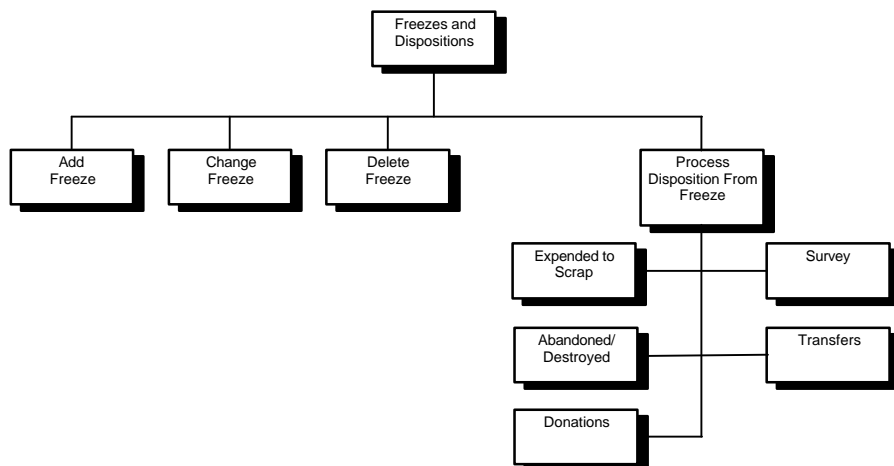 Freezes and
Dispositions
Add
Freeze
Change
Freeze
Delete
Freeze
Process
Disposition From
Freeze
Expended to
Scrap
Survey
Abandoned/
Destroyed
Transfers
Donations